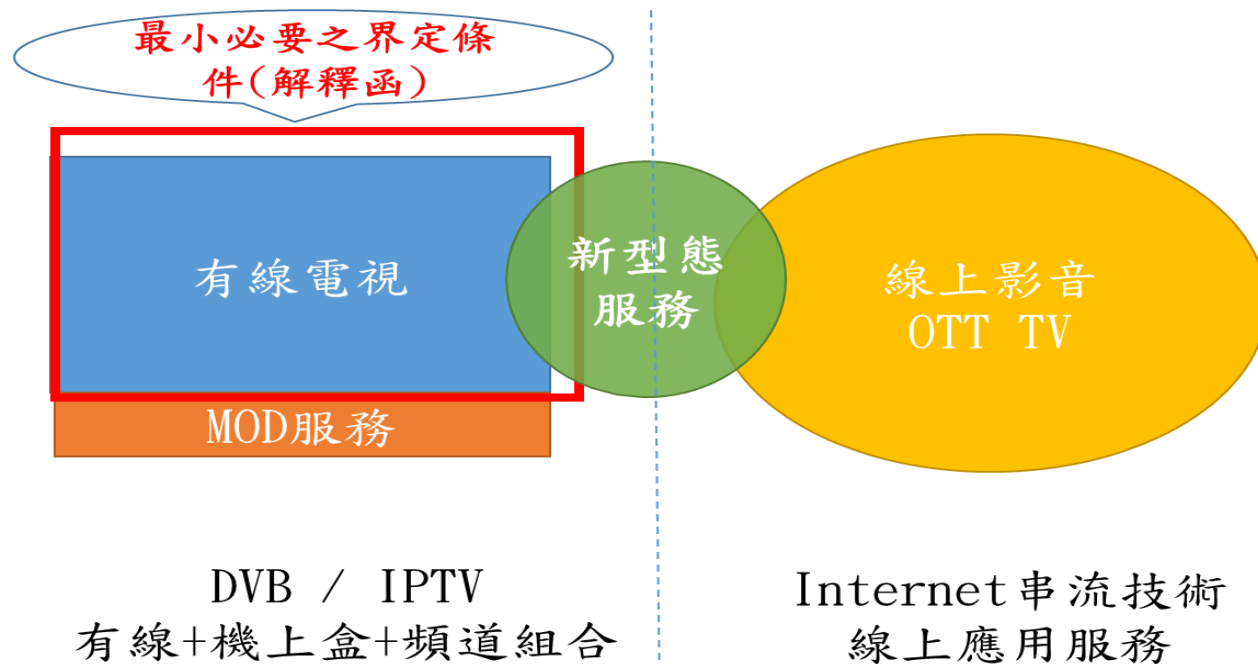 最小必要之界定條
件(解釋函)
有線電視
新型態
服務
線上影音
OTT TV
MOD服務
DVB / IPTV
有線+機上盒+頻道組合
Internet串流技術
線上應用服務